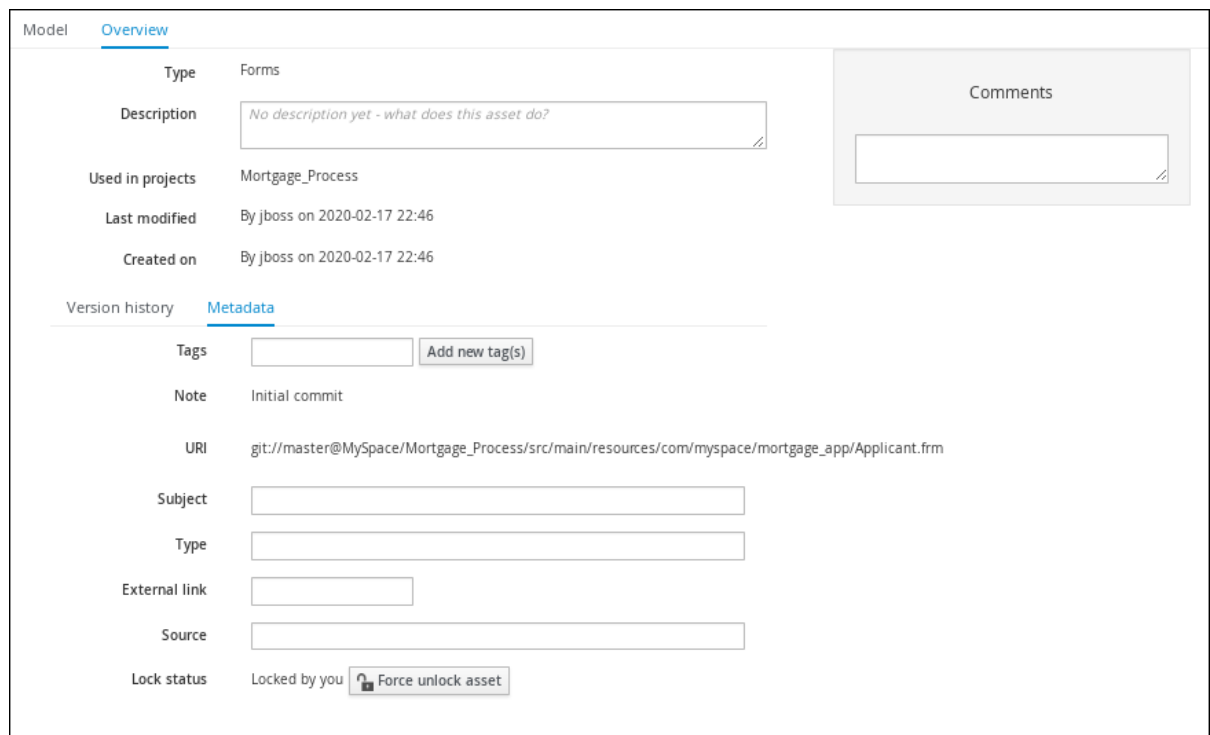 Model Overview
Type Forms
Comments
Description No description yet - what does this asset do?
Used in projects Mortgage_Process
Last modified By jboss on 2020-02-17 22:46
Created on By jboss on 2020-02-17 22:46
Version history Metadata
Tags Add new tag(s)
Note Initial commit
URI git://master@MySpace/Mortgage_Process/src/main/resources/com/myspace/mortgage_app/Applicant.frm
Subject
Type
External link
Source
Lock status Locked by you Force unlock asset